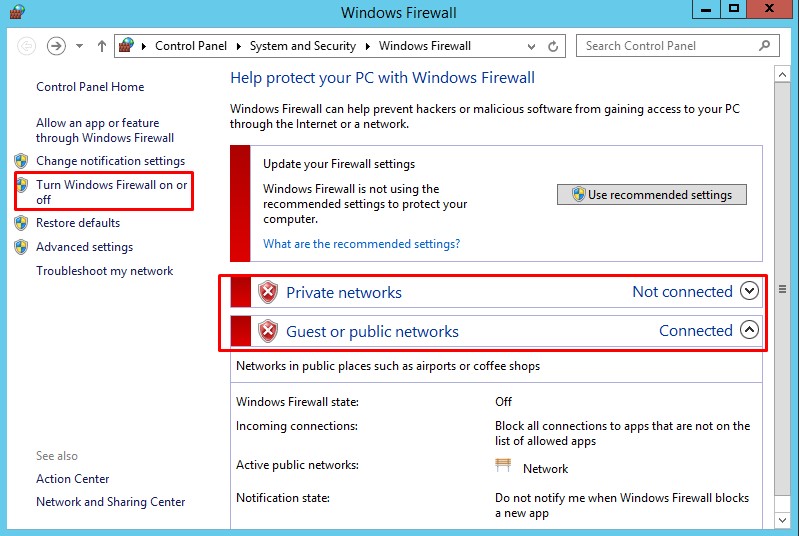 Windows Firewall
Control Panel
System and Security
Windows Firewall
Search Control Panel
Control Panel Home
Allow an app or feature
through Windows Firewall
Change notification settings
Turn Windows Firewall on or
off
Restore defaults
Advanced settings
Troubleshoot my network
See also
Action Center
Network and Sharing Center
Help protect your PC with Windows Firewall
Windows Firewall can help prevent hackers or malicious software from gaining access to your PC
through the Internet or a network.
Update your Firewall settings
Windows Firewall is not using the
recommended settings to protect your
computer.
Use recommended settings
What are the recommended settings?
Private networks Not connected
Guest or public networks Connected
Networks in public places such as airports or coffee shops
Windows Firewall state: Off
Incoming connections: Block all connections to apps that are not on the
list of allowed apps
Active public networks: Network
Notification state: Do not notify me when Windows Firewall blocks
a new app